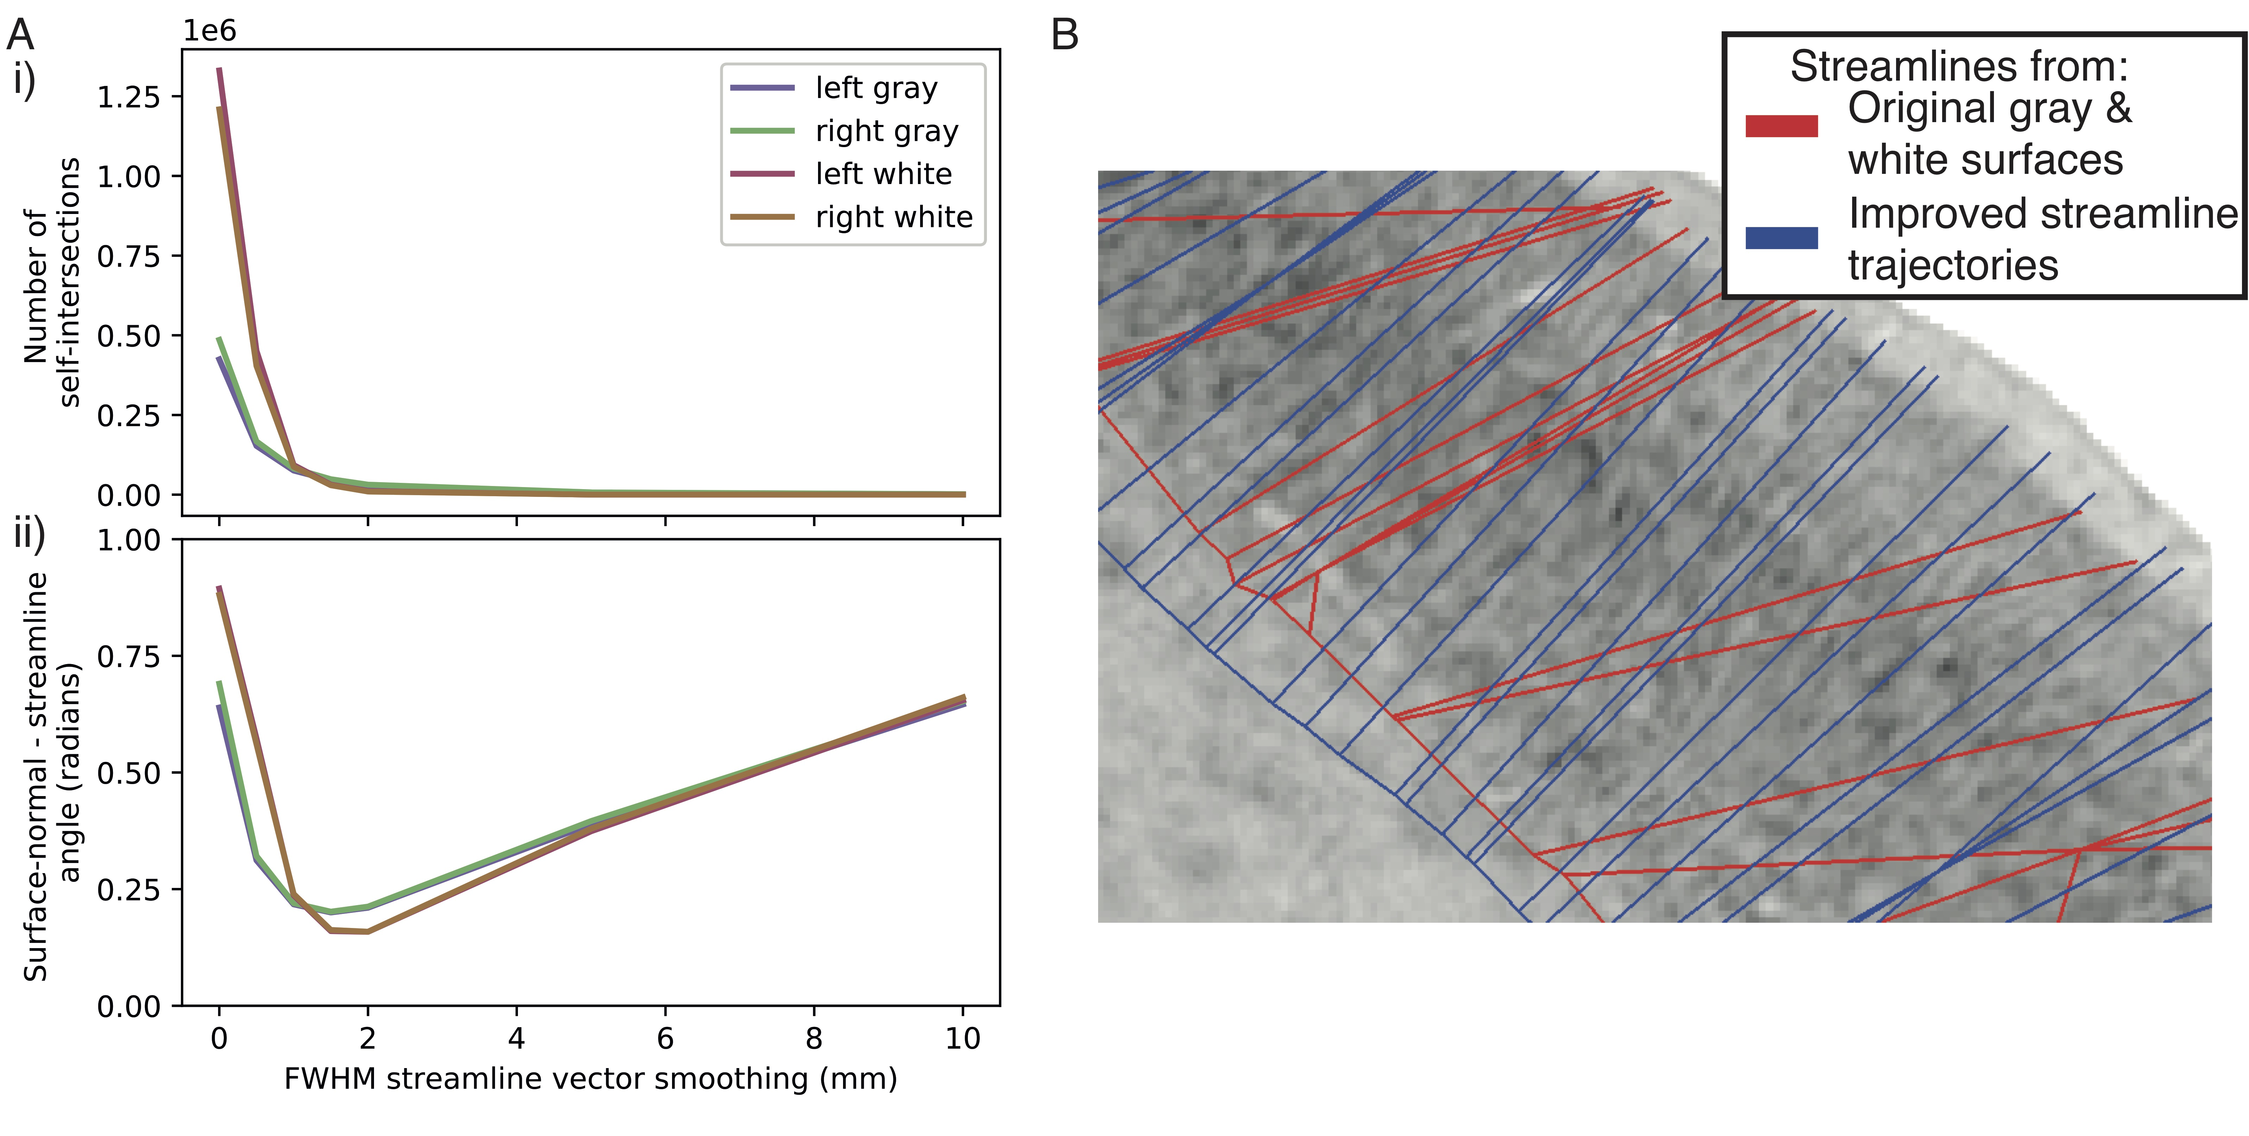 A
i)
1e6
1.25
1.00
0.75
0.50
0.25
0.00
Number of
self-intersections
left gray
right gray
left white
right white
ii)
1.00
0.75
0.50
0.25
0.00
Surface-normal - streamline
angle (radians)
0 2 4 6 8 10
FWHM streamline vector smoothing (mm)
B
Streamlines from:
Original gray &
white surfaces
Improved streamline
trajectories